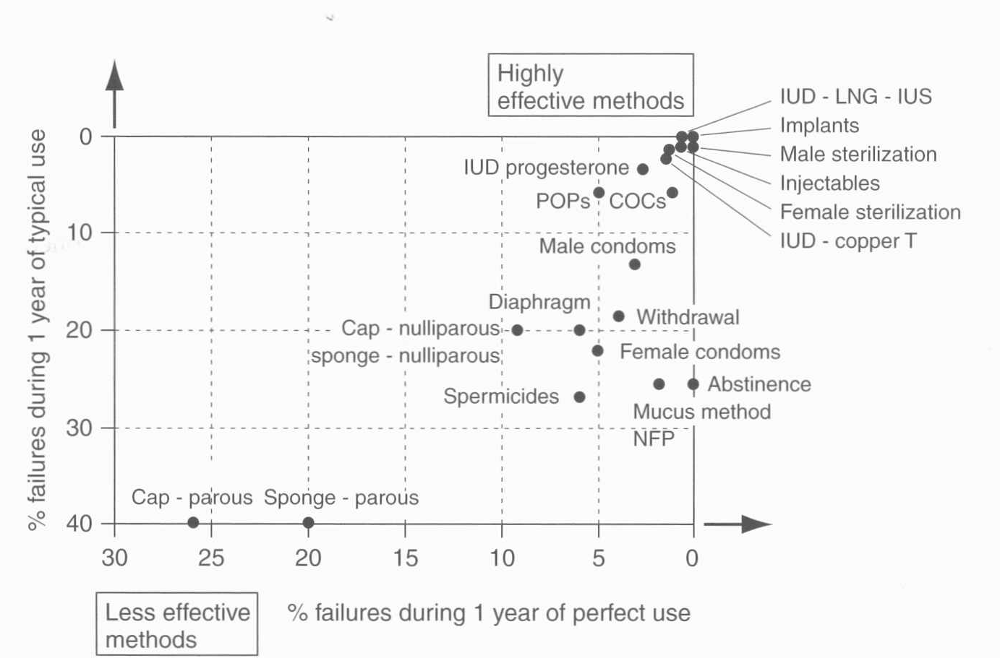 Highly
effective methods
IUD - LNG - IUS
Implants
Male sterilization
Injectables
Female sterilization
IUD - copper T
% failures during 1 year of typical use
0
10
20
30
40
IUD progesterone
POPs
COCs
Male condoms
Diaphragm
Withdrawal
Cap - nulliparous
sponge - nulliparous
Female condoms
Spermicides
Abstinence
Mucus method
NFP
Cap - parous
Sponge - parous
30 25 20 15 10 5 0
Less effective
methods
% failures during 1 year of perfect use